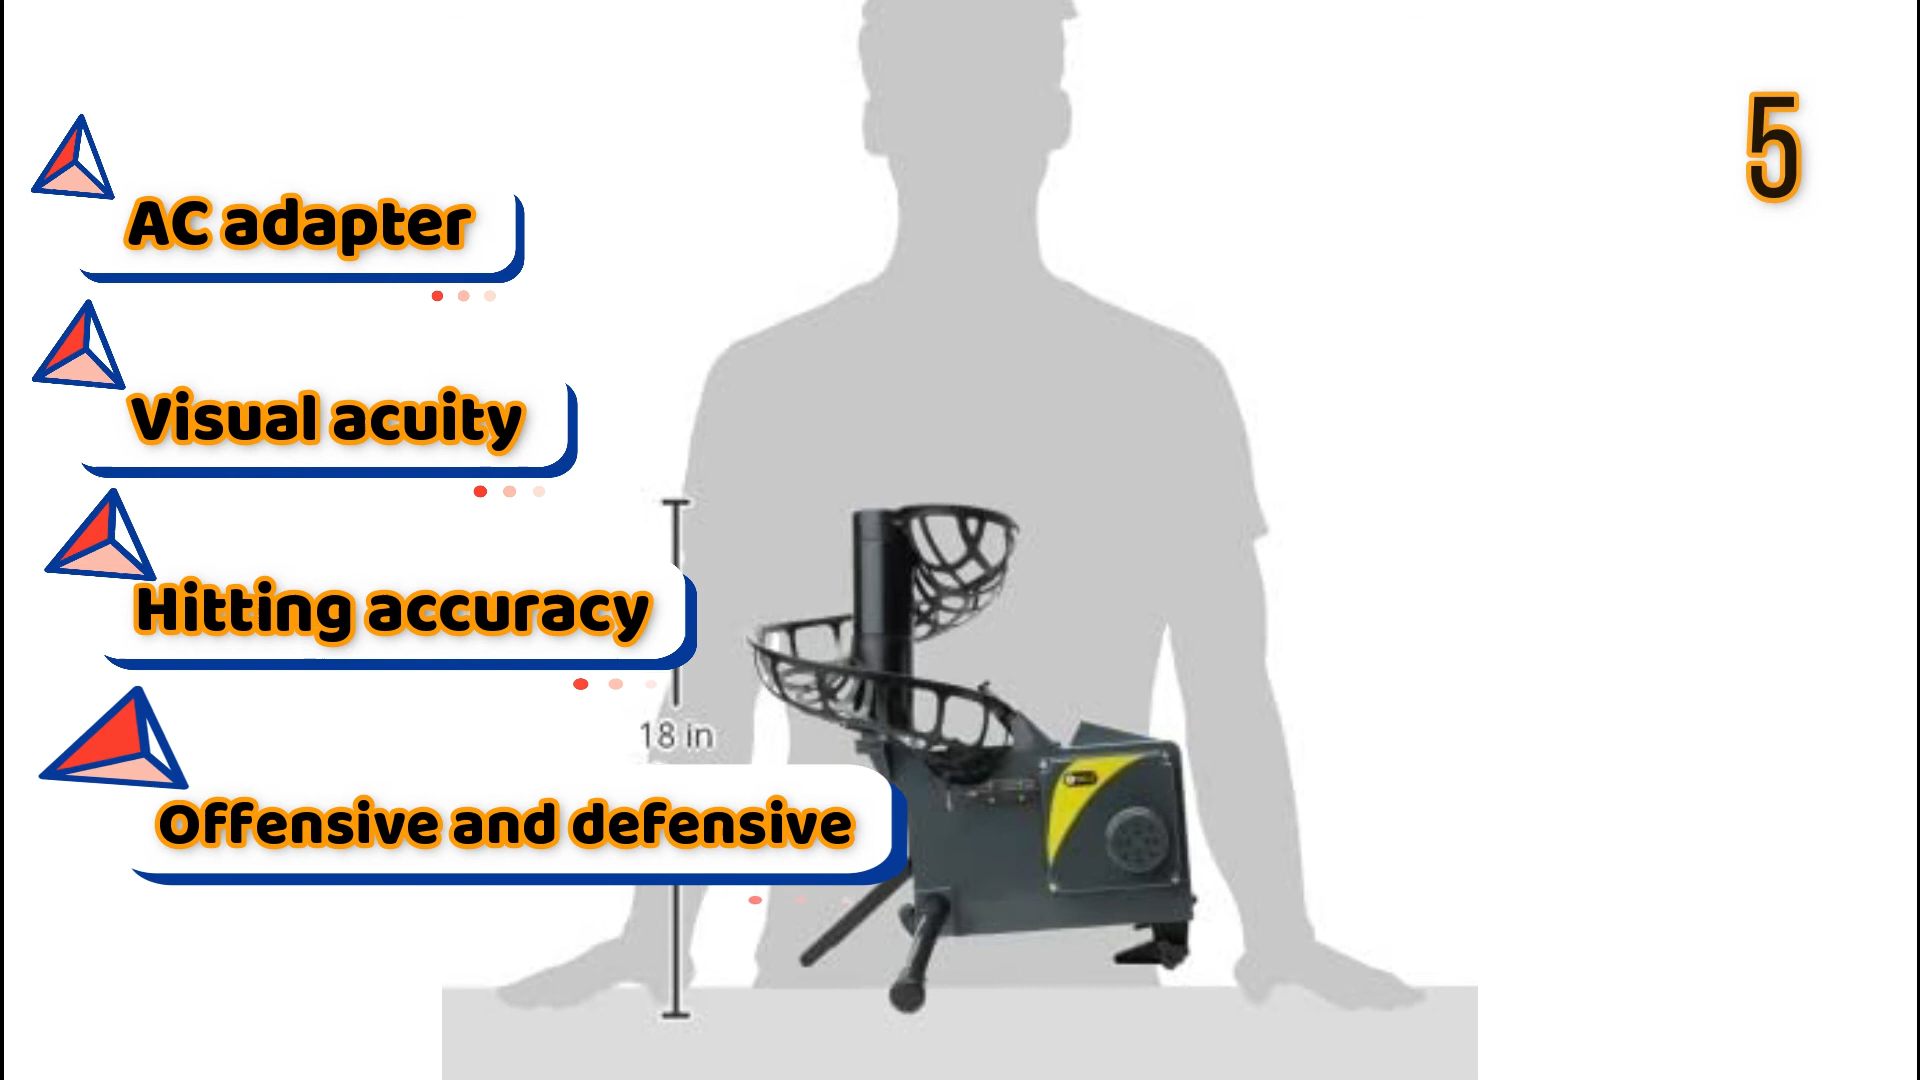 5
AC adapter
Visual acuity
Hitting accuracy
18 in
Offensive and defensive